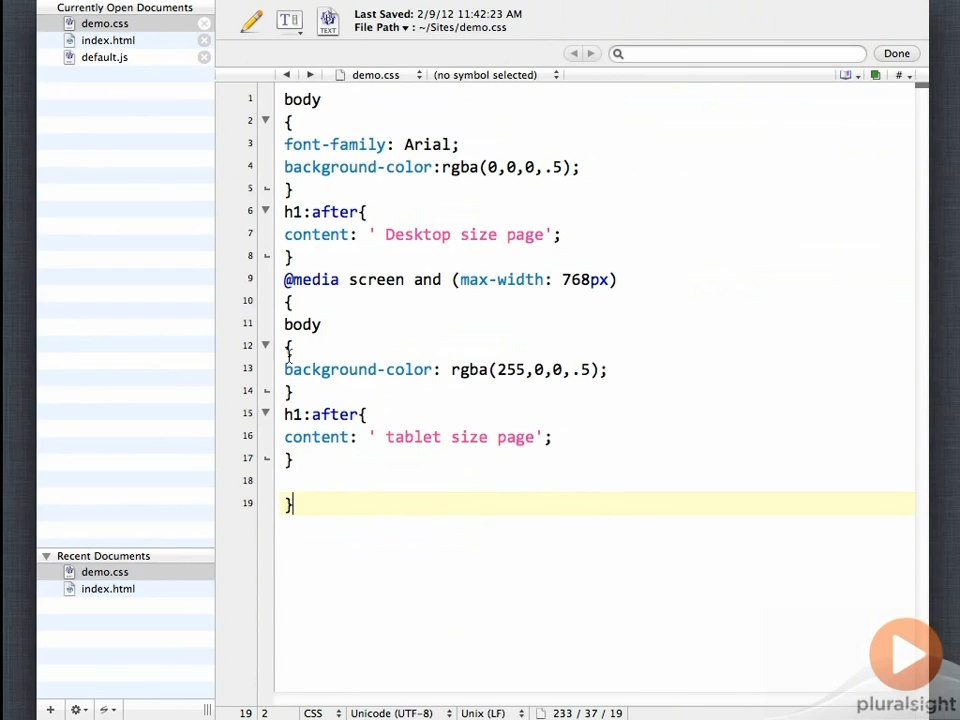 Currently Open Documents
demo.css
index.html
default.js
Last Saved: 2/9/12 11:42:23 AM
File Path ▾ : ~/Sites/demo.css
TEXT
Done
demo.css (no symbol selected) #
1 body
2 {
3 font-family: Arial;
4 background-color:rgba(0,0,0,.5);
5 }
6 h1:after{
7 content: ' Desktop size page';
8 }
9 @media screen and (max-width: 768px)
10 {
11 body
12 {
13 background-color: rgba(255,0,0,.5);
14 }
15 h1:after{
16 content: ' tablet size page';
17 }
18
19 }
Recent Documents
demo.css
index.html
19 2 CSS Unicode (UTF-8) Unix (LF) 233 / 37 / 19
pluralsight